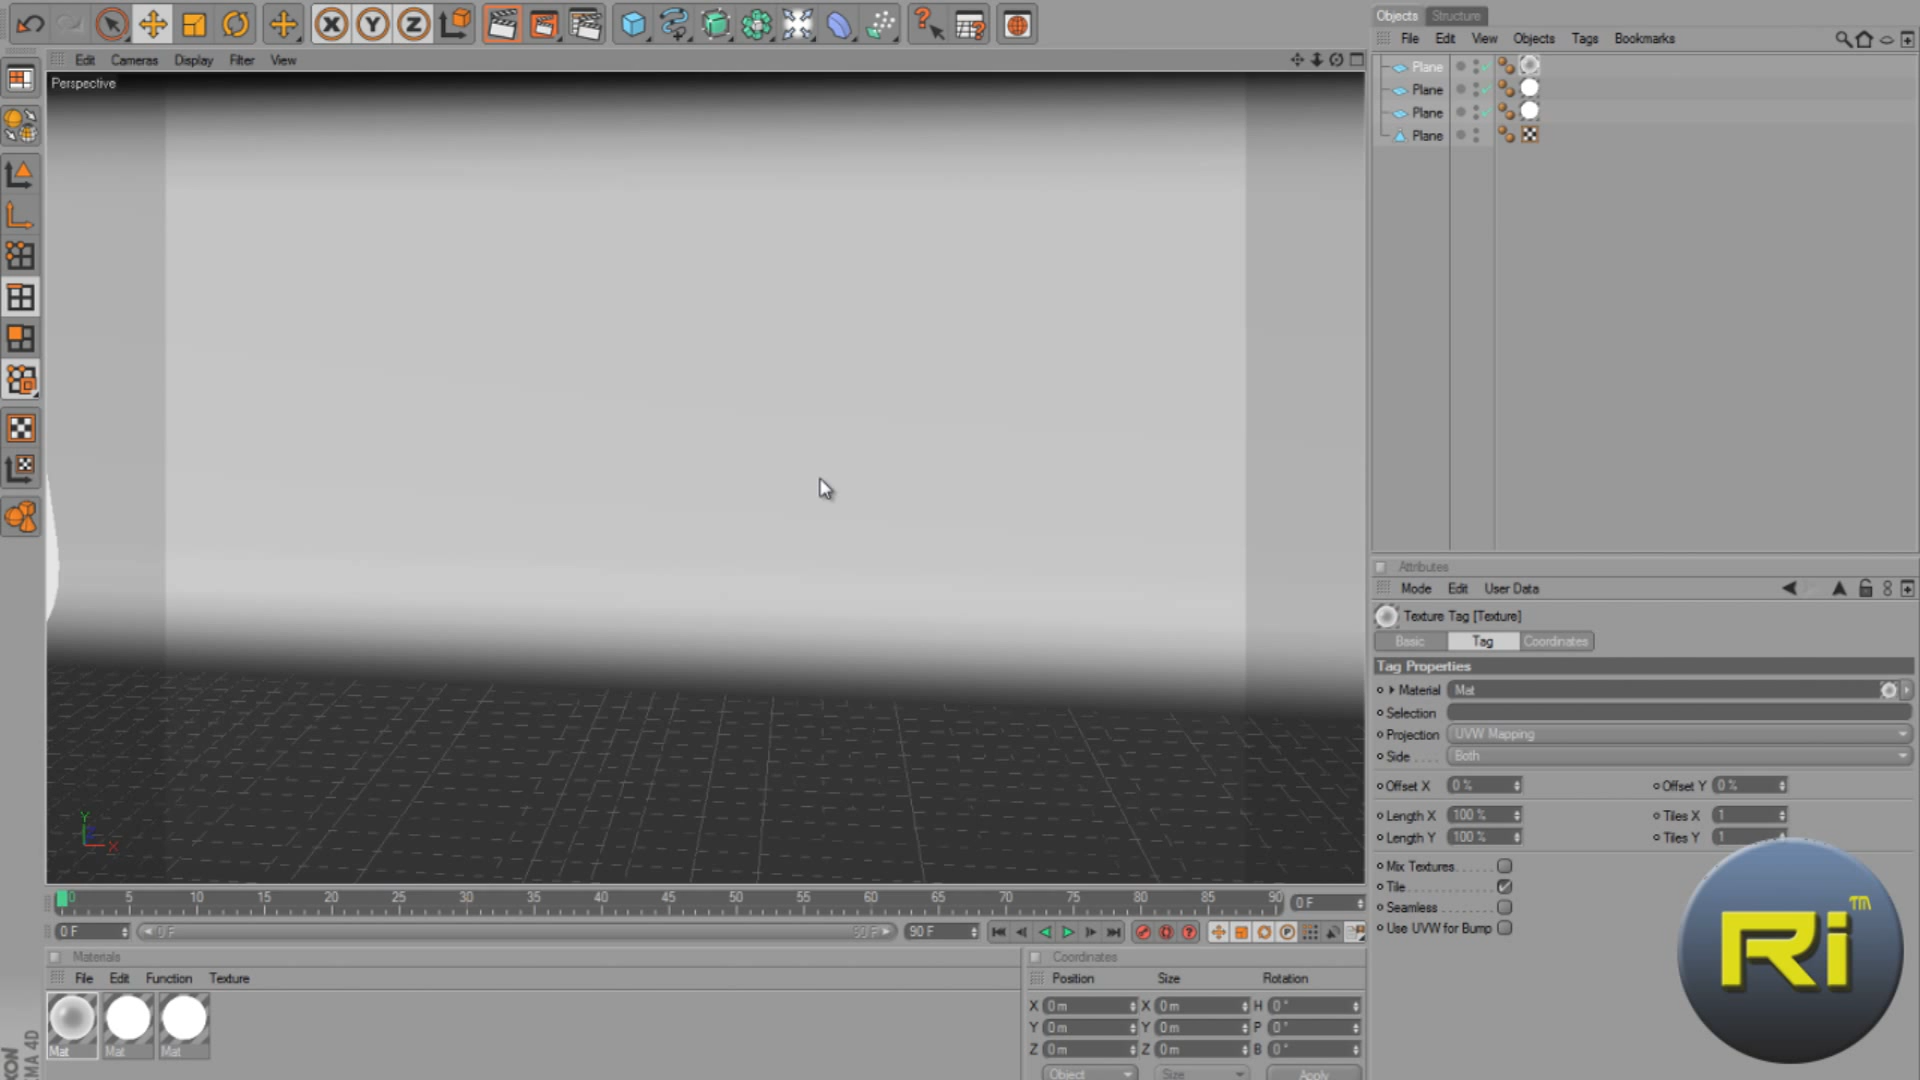 X Y Z
Edit Cameras Display Filter View
Perspective
Objects Structure
File Edit View Objects Tags Bookmarks
Plane
Plane
Plane
Plane
Attributes
Mode Edit User Data
Texture Tag [Texture]
Basic Tag Coordinates
Tag Properties
Material Mat
Selection
Projection UVW Mapping
Side Both
Offset X 0 % Offset Y 0 %
Length X 100 % Tiles X 1
Length Y 100 % Tiles Y 1
Mix Textures
Tile
Seamless
Use UVW for Bump
Ri TM
Y
Z
X
0 5 10 15 20 25 30 35 40 45 50 55 60 65 70 75 80 85 90 0 F
0 F 0 F 90 F 90 F
Materials
File Edit Function Texture
Mat Mat Mat
Coordinates
Position Size Rotation
X 0 m X 0 m H 0 °
Y 0 m Y 0 m P 0 °
Z 0 m Z 0 m B 0 °
Object Size Apply